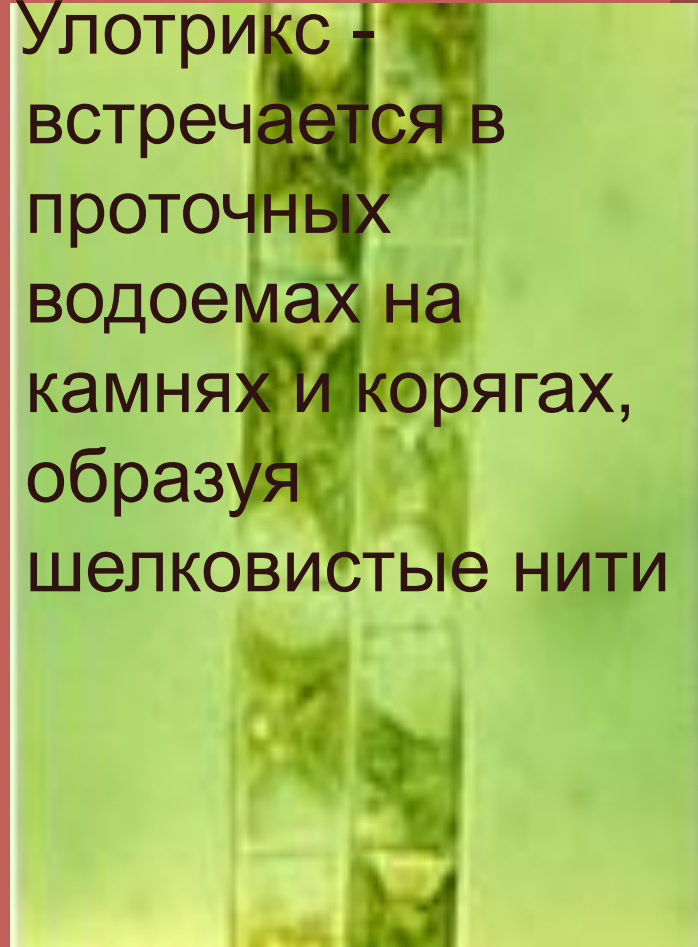 Улотрикс -
встречается в
проточных
водоемах на
камнях и корягах,
образуя
шелковистые нити